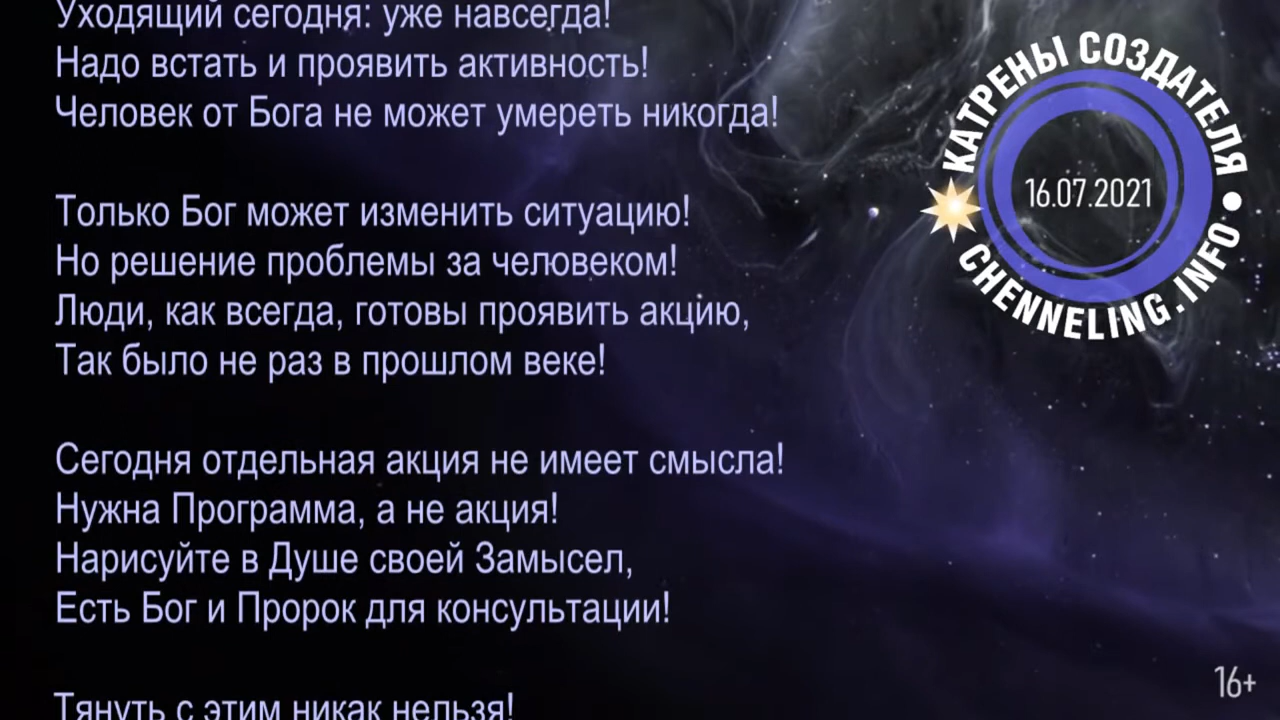 Уходящий сегодня: уже навсегда!
Надо встать и проявить активность!
Человек от Бога не может умереть никогда!
Только Бог может изменить ситуацию!
Но решение проблемы за человеком!
Люди, как всегда, готовы проявить акцию,
Так было не раз в прошлом веке!
Сегодня отдельная акция не имеет смысла!
Нужна Программа, а не акция!
Нарисуйте в Душе своей Замысел,
Есть Бог и Пророк для консультации!
Тянуть с этим никак нельзя!
КАТРЕНЫ СОЗДАТЕЛЯ
16.07.2021
CHENNELING.INFO
16+